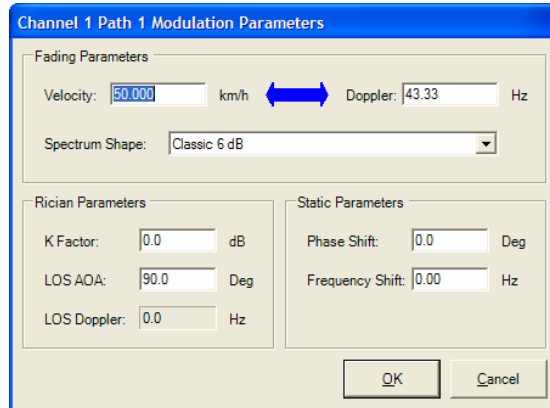 Channel 1 Path 1 Modulation Parameters
Fading Parameters
Velocity: 50.000 km/h Doppler: 43.33 Hz
Spectrum Shape: Classic 6 dB
Rician Parameters
K Factor: 0.0 dB
LOS AOA: 90.0 Deg
LOS Doppler: 0.0 Hz
Static Parameters
Phase Shift: 0.0 Deg
Frequency Shift: 0.00 Hz
OK Cancel